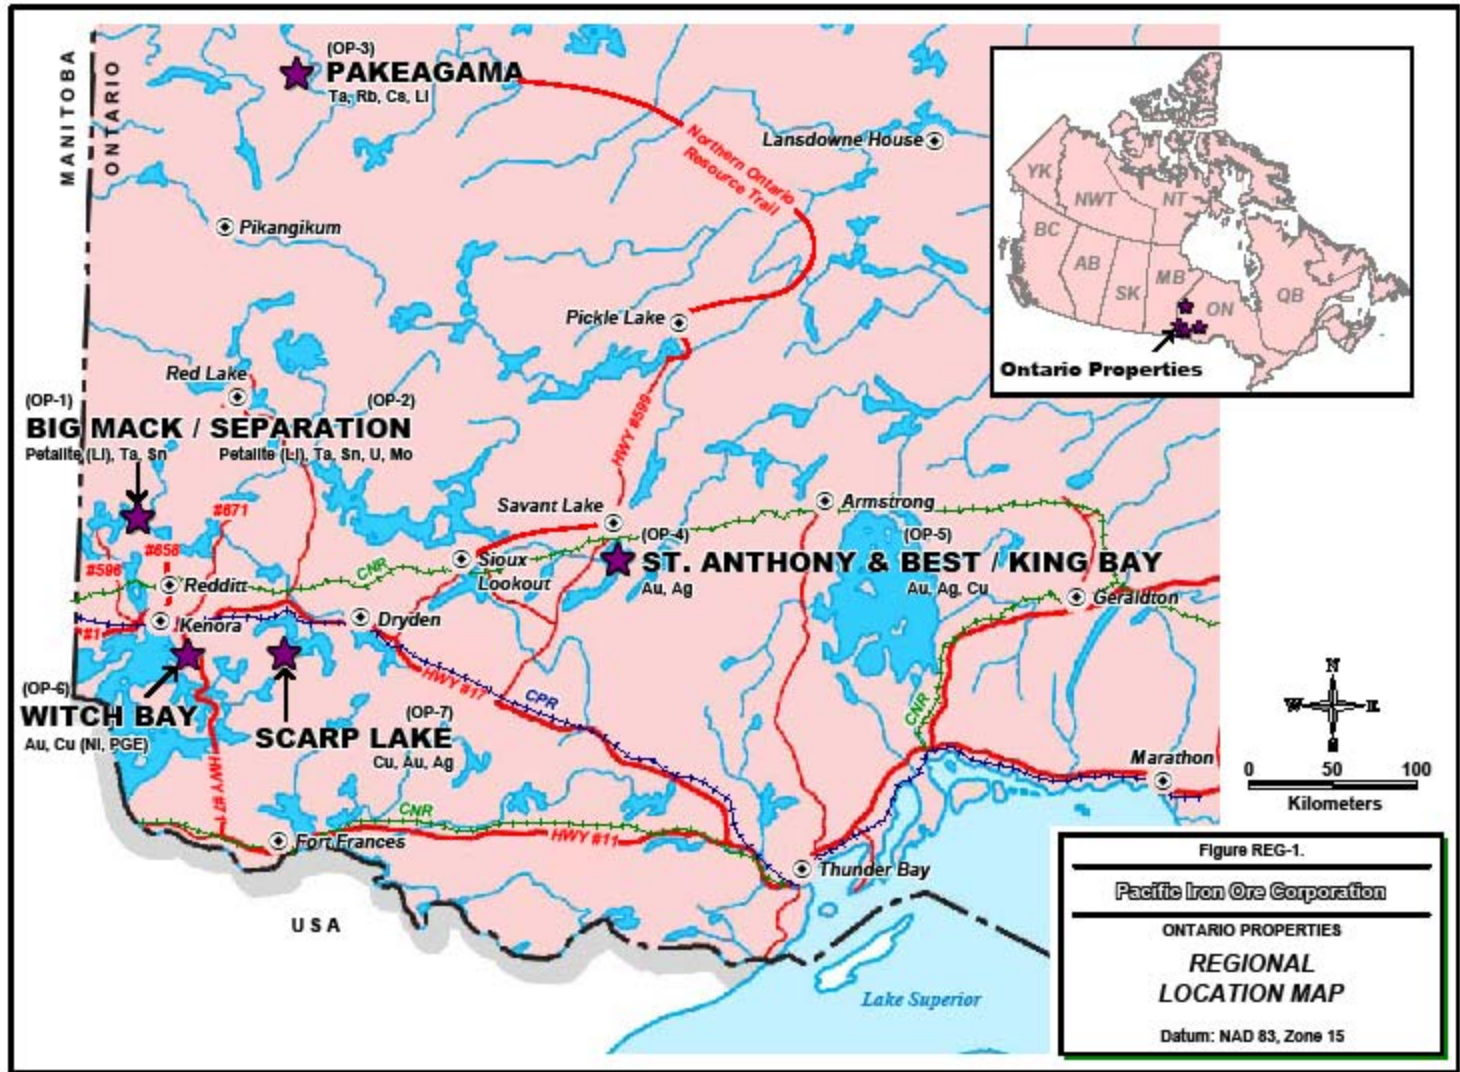 MANITOBA
ONTARIO
(OP-3)
PAKEAGAMA
Ta, Rb, Cs, Li
Northern Ontario
Resource Trail
Lansdowne House
Pikangikum
Pickle Lake
Red Lake
(OP-1)
(OP-2)
BIG MACK / SEPARATION
Petalite (Li), Ta, Sn
Petalite (Li), Ta, Sn, U, Mo
HWY #599
#671
#658
#596
Savant Lake
Armstrong
(OP-4)
(OP-5)
ST. ANTHONY & BEST / KING BAY
Au, Ag
Au, Ag, Cu
CNR
Sioux
Lookout
Redditt
Geraldton
#1
Kenora
Dryden
HWY #17
CPR
CNR
(OP-6)
WITCH BAY
Au, Cu (Ni, PGE)
(OP-7)
SCARP LAKE
Cu, Au, Ag
HWY #71
Marathon
CNR
HWY #11
Fort Frances
Thunder Bay
USA
Lake Superior
YK
NWT
NT
BC
AB
SK
MB
ON
QB
Ontario Properties
N
W
E
S
0 50 100
Kilometers
Figure REG-1.
Pacific Iron Ore Corporation
ONTARIO PROPERTIES
REGIONAL
LOCATION MAP
Datum: NAD 83, Zone 15